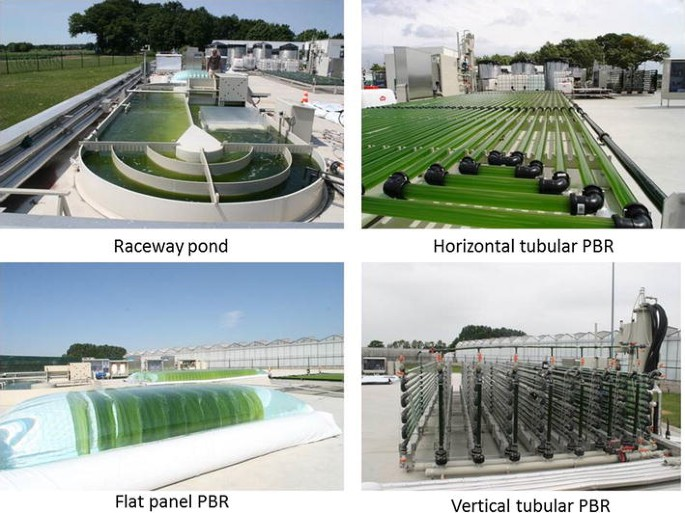 Raceway pond
Horizontal tubular PBR
Flat panel PBR
Vertical tubular PBR